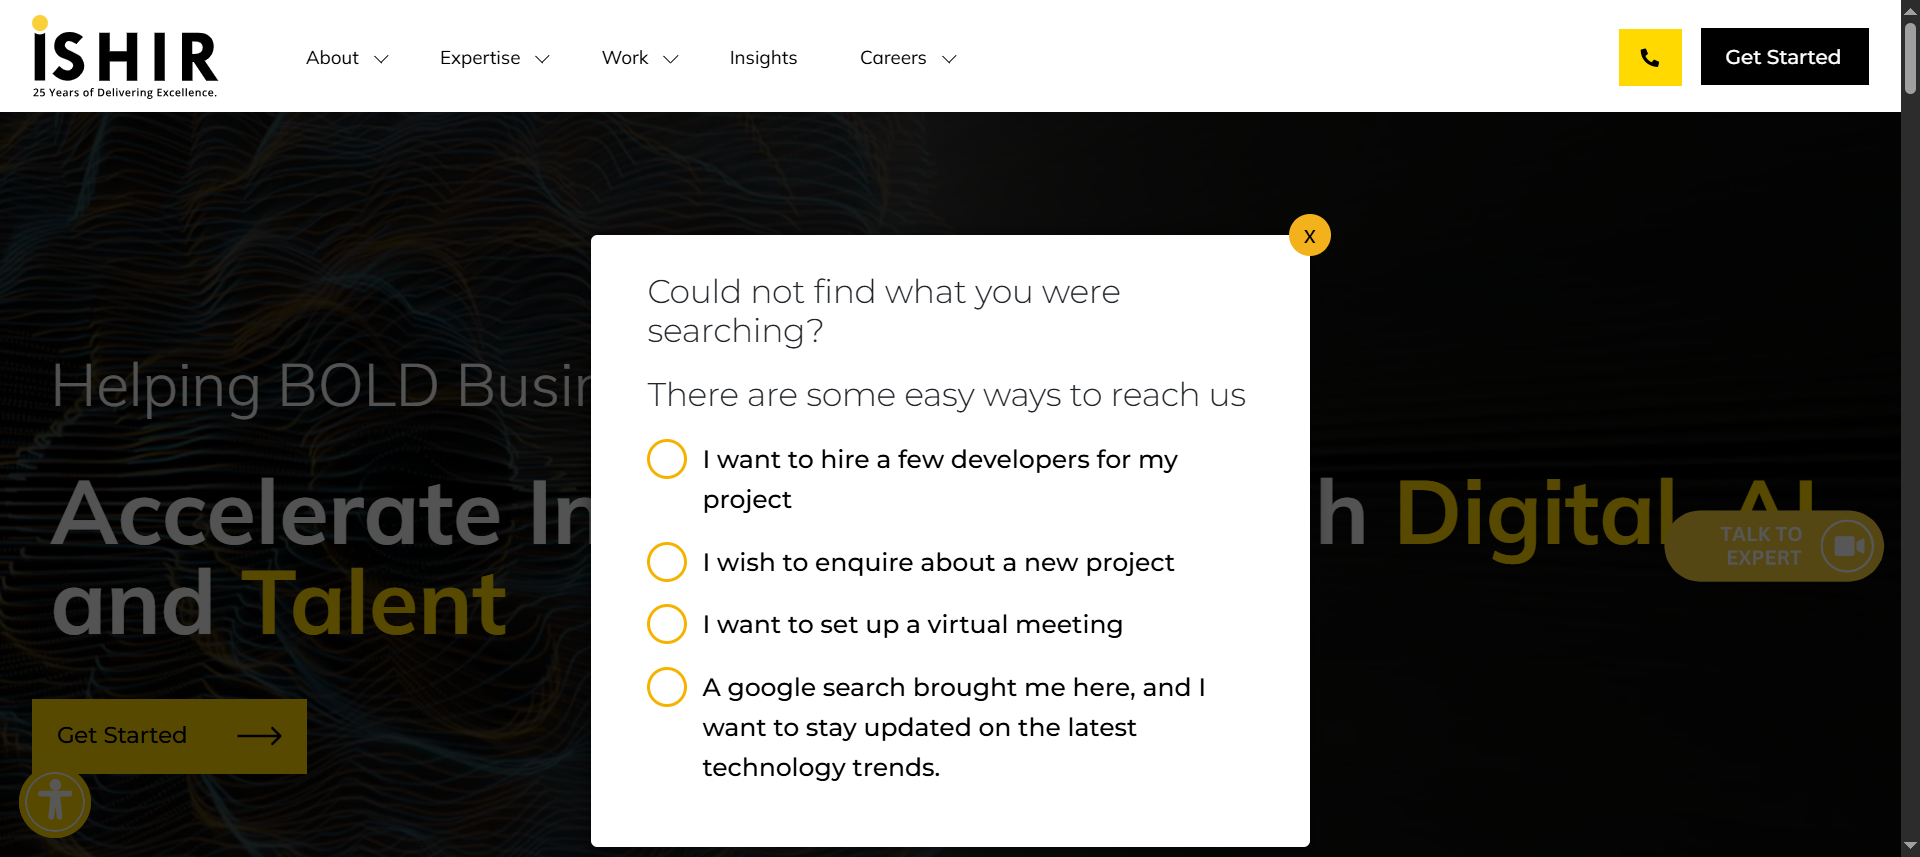 ISHIR
25 Years of Delivering Excellence.
About
Expertise
Work
Insights
Careers
Get Started
Helping BOLD Busin
Accelerate In
h Digital, AI
and Talent
Get Started
TALK TO
EXPERT
x
Could not find what you were
searching?
There are some easy ways to reach us
I want to hire a few developers for my
project
I wish to enquire about a new project
I want to set up a virtual meeting
A google search brought me here, and I
want to stay updated on the latest
technology trends.